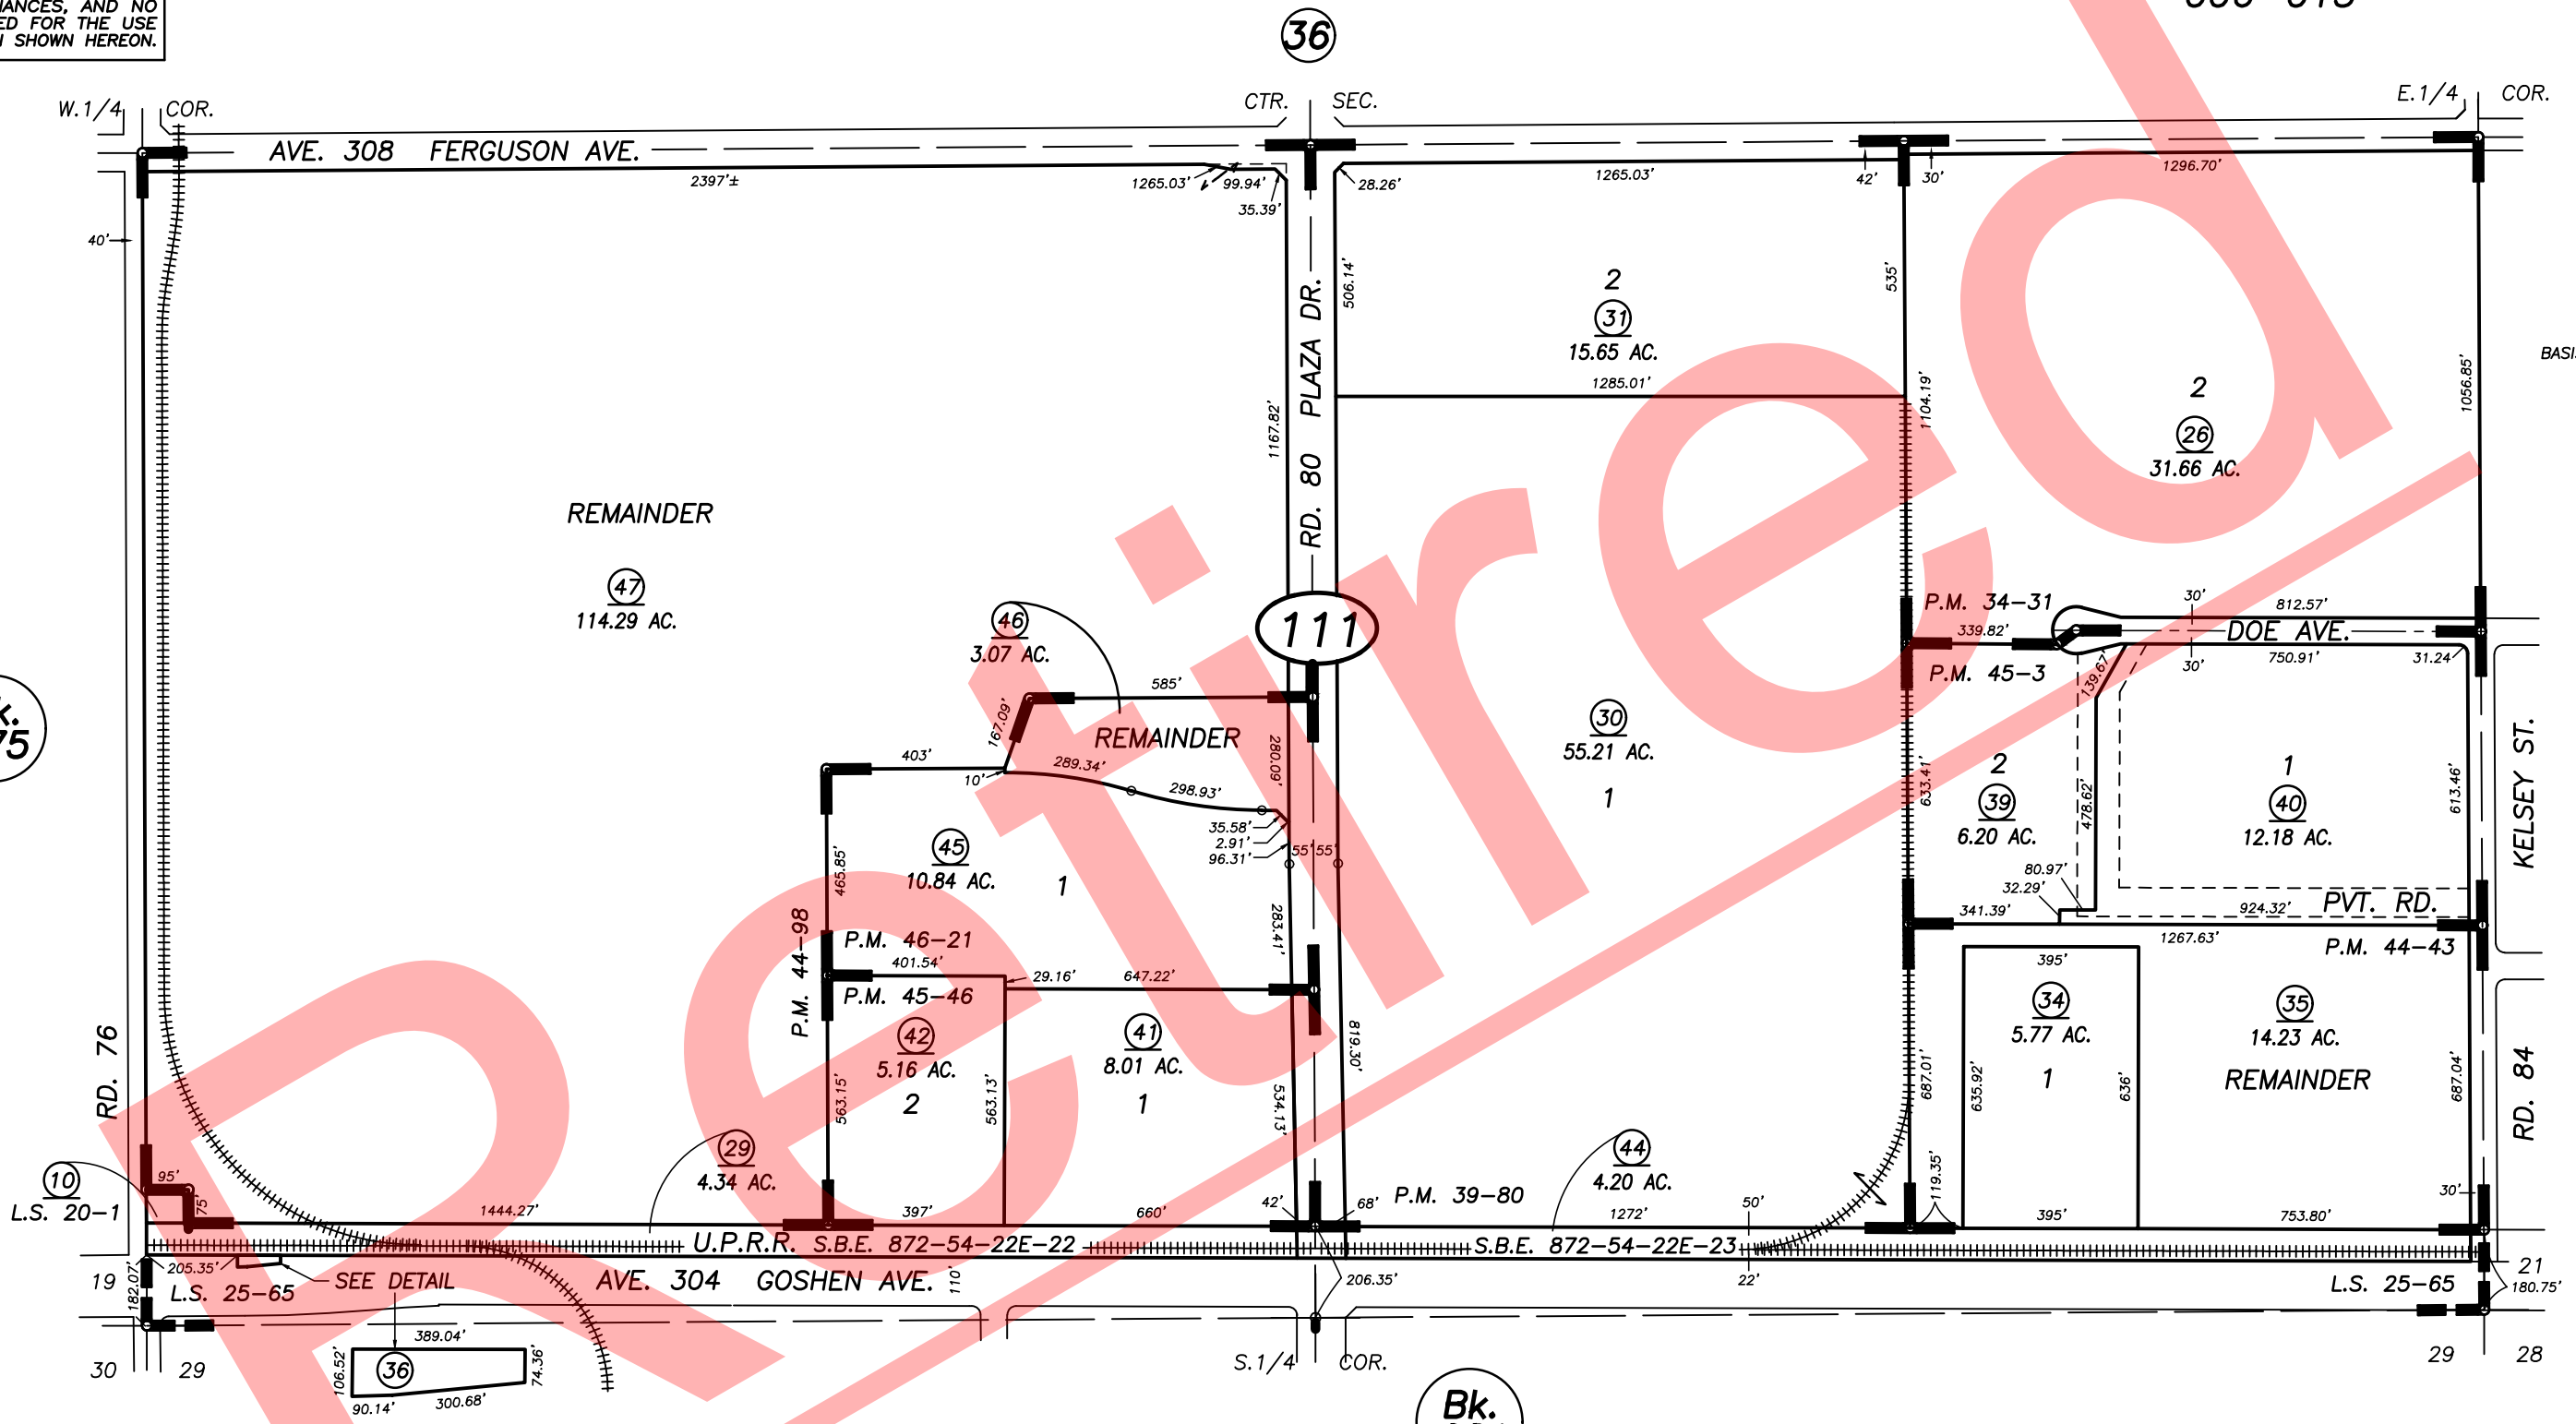 ANCES, AND NO
ED FOR THE USE
SHOWN HEREON.
36
W.1/4 COR.
CTR. SEC.
E.1/4 COR.
AVE. 308 FERGUSON AVE.
2397'±
1265.03'
99.94'
35.39'
28.26'
1265.03'
42'
30'
1296.70'
40'
506.14'
535'
2
31
15.65 AC.
1285.01'
RD. 80 PLAZA DR.
1167.82'
1104.19'
1056.85'
BASI
2
26
31.66 AC.
REMAINDER
47
114.29 AC.
46
3.07 AC.
111
P.M. 34-31
339.82'
P.M. 45-3
30'
812.57'
DOE AVE.
30'
750.91'
31.24'
139.67'
585'
167.09'
REMAINDER
280.09'
403'
10'
289.34'
298.93'
35.58'
2.91'
96.31'
55' 55'
30
55.21 AC.
1
633.41'
2
39
6.20 AC.
478.62'
1
40
12.18 AC.
613.46'
KELSEY ST.
75
465.85'
45
10.84 AC.
1
80.97'
32.29'
341.39'
924.32'
PVT. RD.
1267.63'
P.M. 44-43
P.M. 44-98
P.M. 46-21
401.54'
P.M. 45-46
29.16'
647.22'
283.41'
42
5.16 AC.
2
563.15'
563.13'
41
8.01 AC.
1
534.13'
819.30'
687.01'
395'
34
5.77 AC.
1
635.92'
636'
35
14.23 AC.
REMAINDER
687.04'
RD. 84
RD. 76
10
L.S. 20-1
95'
75'
1444.27'
29
4.34 AC.
397'
660'
42'
68'
P.M. 39-80
44
4.20 AC.
1272'
50'
119.35'
395'
753.80'
30'
U.P.R.R. S.B.E. 872-54-22E-22
S.B.E. 872-54-22E-23
19
182.07'
205.35'
L.S. 25-65
SEE DETAIL
AVE. 304 GOSHEN AVE.
110'
206.35'
22'
L.S. 25-65
21
180.75'
30 29
389.04'
106.52'
36
74.36'
90.14'
300.68'
S.1/4 COR.
29 28
Bk.
Retired